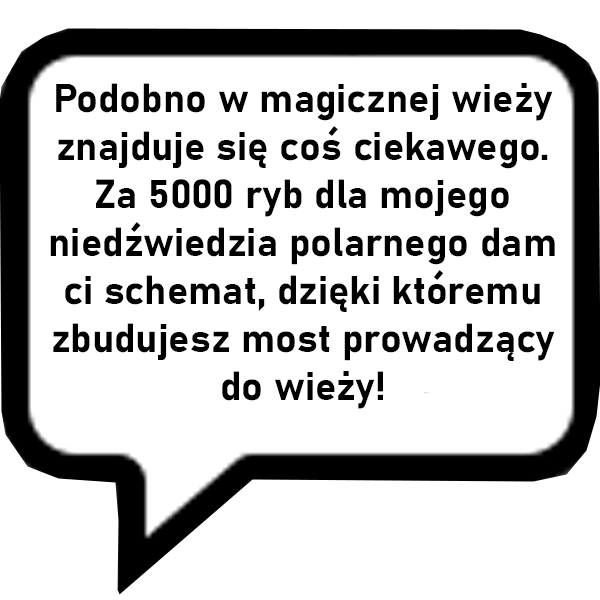 Podobno w magicznej wieży
znajduje się coś ciekawego.
Za 5000 ryb dla mojego
niedźwiedzia polarnego dam
ci schemat, dzięki któremu
zbudujesz most prowadzący
do wieży!